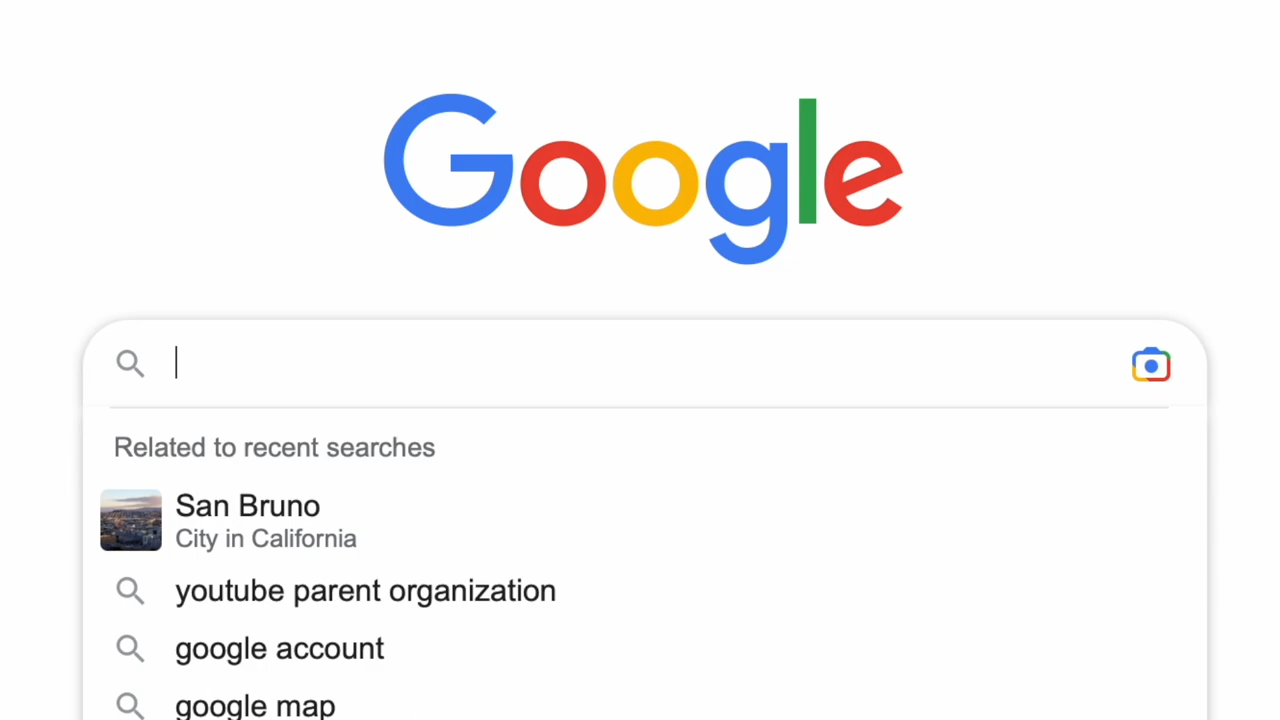 Google
Related to recent searches
San Bruno
City in California
youtube parent organization
google account
google map